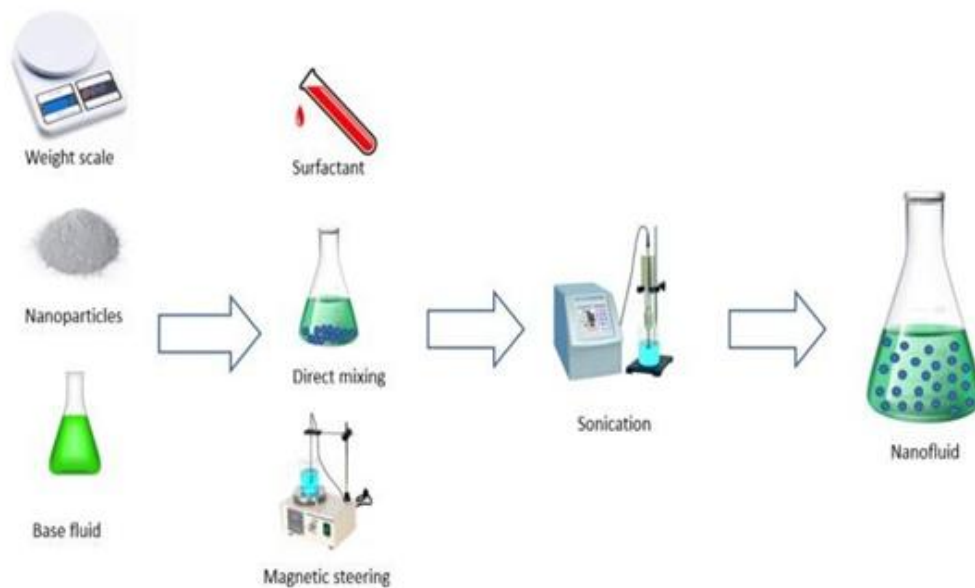 Weight scale
Nanoparticles
Base fluid
Surfactant
Direct mixing
Magnetic steering
Sonication
Nanofluid